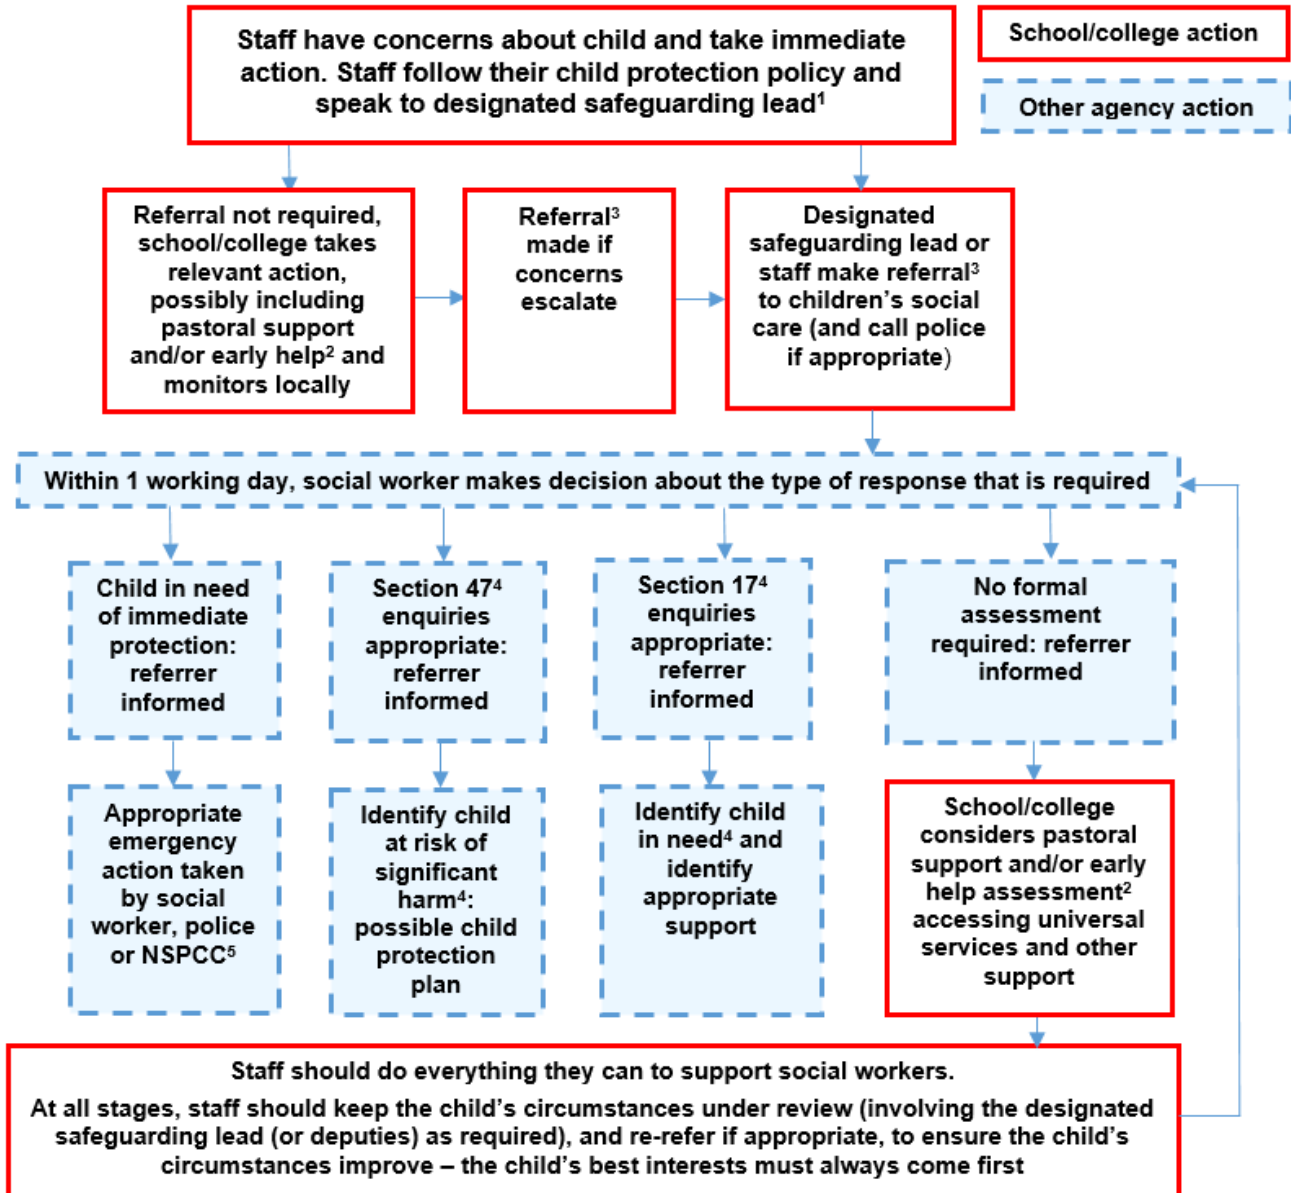 Staff have concerns about child and take immediate
action. Staff follow their child protection policy and
speak to designated safeguarding lead¹
School/college action
Other agency action
Referral not required,
school/college takes
relevant action,
possibly including
pastoral support
and/or early help² and
monitors locally
Referral³
made if
concerns
escalate
Designated
safeguarding lead or
staff make referral³
to children’s social
care (and call police
if appropriate)
Within 1 working day, social worker makes decision about the type of response that is required
Child in need
of immediate
protection:
referrer
informed
Section 47⁴
enquiries
appropriate:
referrer
informed
Section 17⁴
enquiries
appropriate:
referrer
informed
No formal
assessment
required: referrer
informed
Appropriate
emergency
action taken
by social
worker, police
or NSPCC⁵
Identify child
at risk of
significant
harm⁴:
possible child
protection
plan
Identify child
in need⁴ and
identify
appropriate
support
School/college
considers pastoral
support and/or early
help assessment²
accessing universal
services and other
support
Staff should do everything they can to support social workers.
At all stages, staff should keep the child’s circumstances under review (involving the designated
safeguarding lead (or deputies) as required), and re-refer if appropriate, to ensure the child’s
circumstances improve – the child’s best interests must always come first